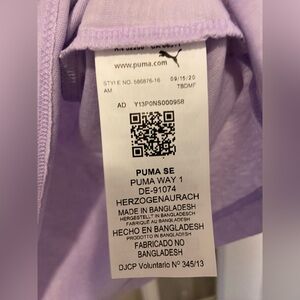 www.puma.com
STYLE NO. 586876-16 09/15/20
AM TBDMF
AD Y13P0NS000958
PUMA SE
PUMA WAY 1
DE-91074
HERZOGENAURACH
MADE IN BANGLADESH
HERGESTELLT IN BANGLADESCH
FABRIQUÉ AU BANGLADESH
HECHO EN BANGLADESH
PRODOTTO IN BANGLADESH
FABRICADO NO
BANGLADESH
DJCP Voluntario Nº 345/13